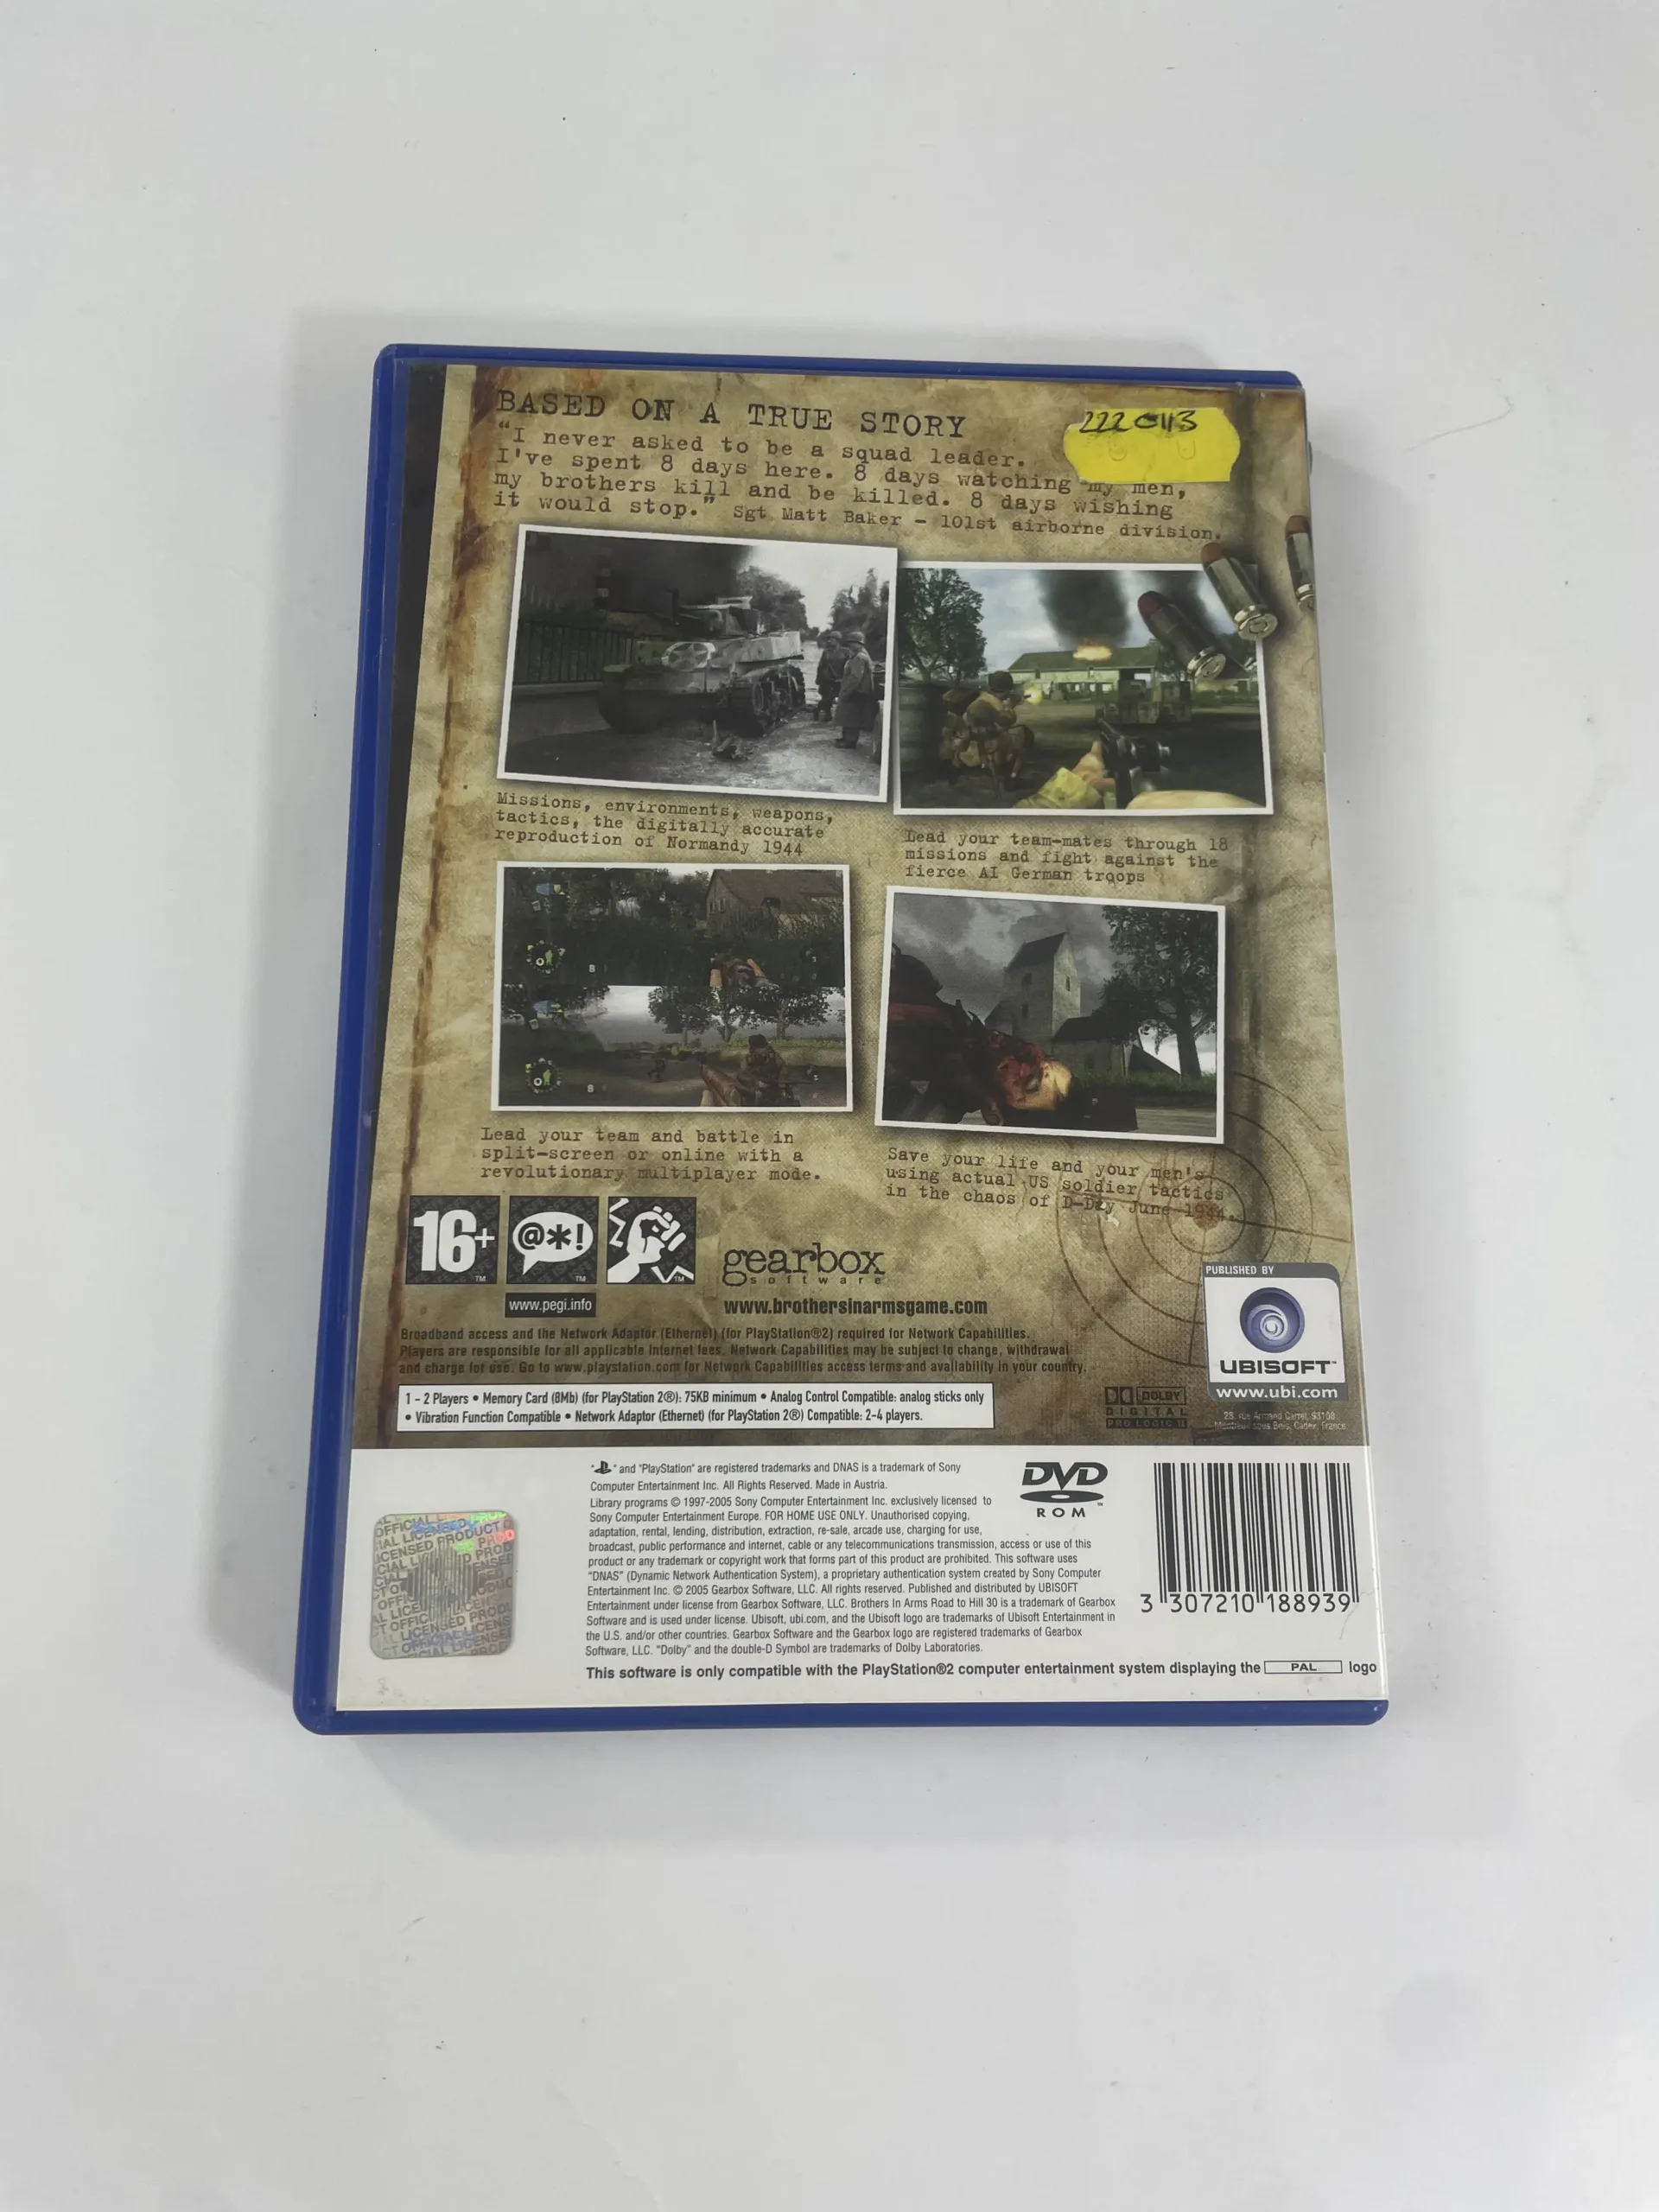 BASED ON A TRUE STORY
2220113
"I never asked to be a squad leader.
I've spent 8 days here. 8 days watching my men,
my brothers kill and be killed. 8 days wishing
it would stop." Sgt Matt Baker - 101st airborne division.
Missions, environments, weapons,
tactics, the digitally accurate
reproduction of Normandy 1944
Lead your team-mates through 18
missions and fight against the
fierce AI German troops
Lead your team and battle in
split-screen or online with a
revolutionary multiplayer mode.
Save your life and your men's
using actual US soldier tactics
in the chaos of D-Day June 1944.
16+
@*!
www.pegi.info
gearbox
software
www.brothersinarmsgame.com
PUBLISHED BY
UBISOFT™
www.ubi.com
28, rue Armand Carrel, 93108
Montreuil sous Bois, Cedex, France
Broadband access and the Network Adaptor (Ethernet) (for PlayStation®2) required for Network Capabilities.
Players are responsible for all applicable Internet fees. Network Capabilities may be subject to change, withdrawal
and charge for use. Go to www.playstation.com for Network Capabilities access terms and availability in your country.
1 - 2 Players • Memory Card (8Mb) (for PlayStation 2®): 75KB minimum • Analog Control Compatible: analog sticks only
• Vibration Function Compatible • Network Adaptor (Ethernet) (for PlayStation 2®) Compatible: 2-4 players.
DOLBY
DIGITAL
PRO LOGIC II
" " and "PlayStation" are registered trademarks and DNAS is a trademark of Sony
Computer Entertainment Inc. All Rights Reserved. Made in Austria.
Library programs © 1997-2005 Sony Computer Entertainment Inc. exclusively licensed to
Sony Computer Entertainment Europe. FOR HOME USE ONLY. Unauthorised copying,
adaptation, rental, lending, distribution, extraction, re-sale, arcade use, charging for use,
broadcast, public performance and internet, cable or any telecommunications transmission, access or use of this
product or any trademark or copyright work that forms part of this product are prohibited. This software uses
"DNAS" (Dynamic Network Authentication System), a proprietary authentication system created by Sony Computer
Entertainment Inc. © 2005 Gearbox Software, LLC. All rights reserved. Published and distributed by UBISOFT
Entertainment under license from Gearbox Software, LLC. Brothers In Arms Road to Hill 30 is a trademark of Gearbox
Software and is used under license. Ubisoft, ubi.com, and the Ubisoft logo are trademarks of Ubisoft Entertainment in
the U.S. and/or other countries. Gearbox Software and the Gearbox logo are registered trademarks of Gearbox
Software, LLC. "Dolby" and the double-D Symbol are trademarks of Dolby Laboratories.
This software is only compatible with the PlayStation®2 computer entertainment system displaying the PAL logo
DVD
ROM
3 307210 188939
OFFICIAL LICENSED PRODUCT